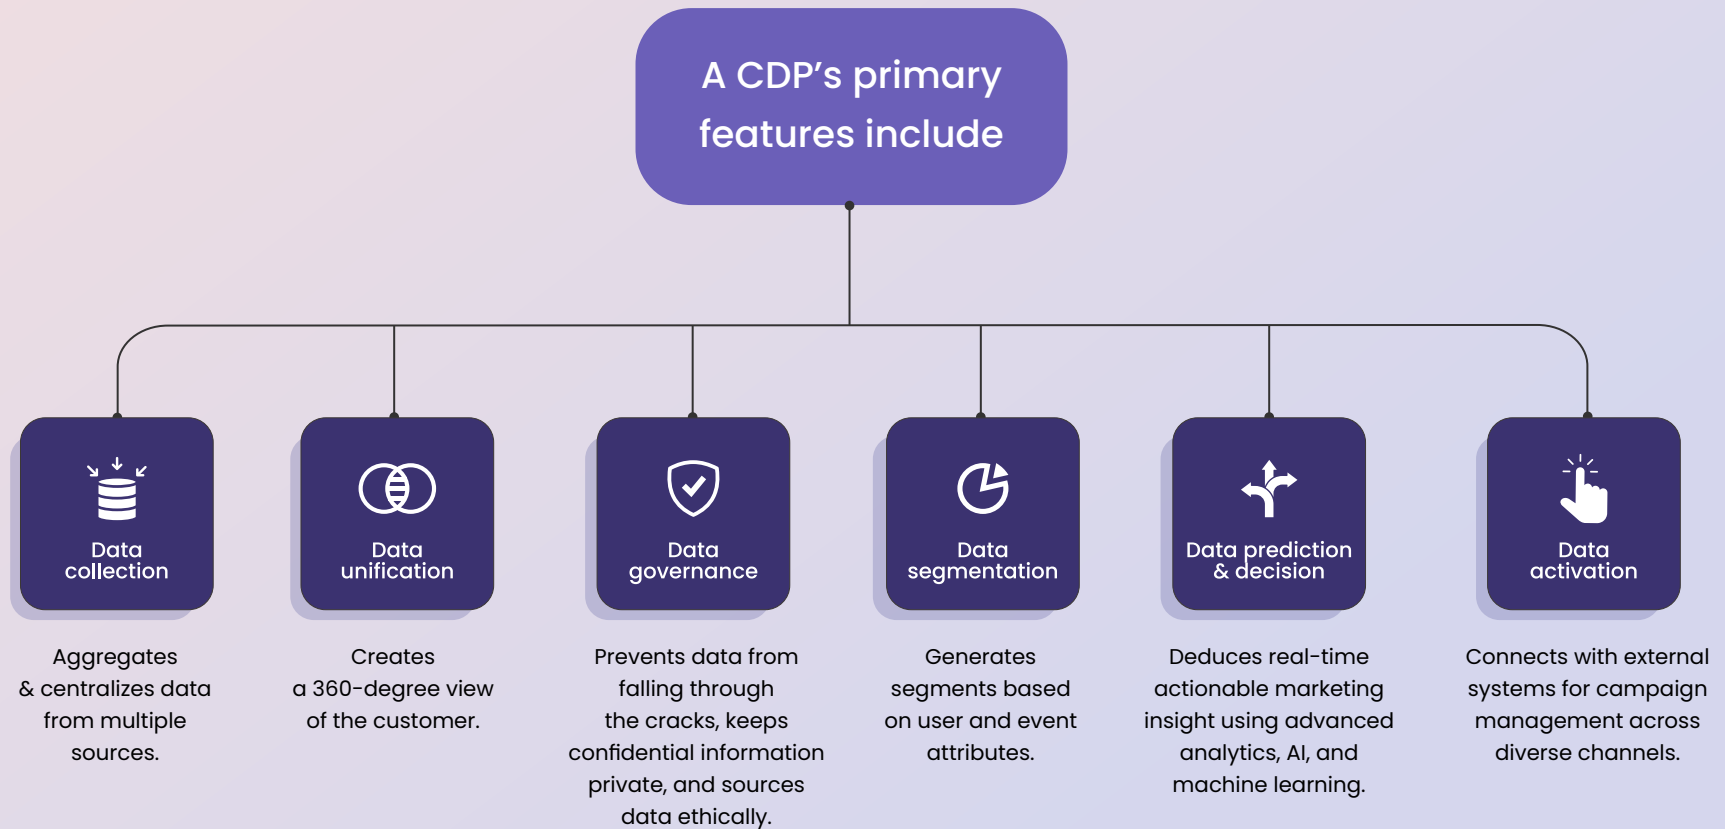 A CDP’s primary
features include
Data
collection
Aggregates
& centralizes data
from multiple
sources.
Data
unification
Creates
a 360-degree view
of the customer.
Data
governance
Prevents data from
falling through
the cracks, keeps
confidential information
private, and sources
data ethically.
Data
segmentation
Generates
segments based
on user and event
attributes.
Data prediction
& decision
Deduces real-time
actionable marketing
insight using advanced
analytics, AI, and
machine learning.
Data
activation
Connects with external
systems for campaign
management across
diverse channels.